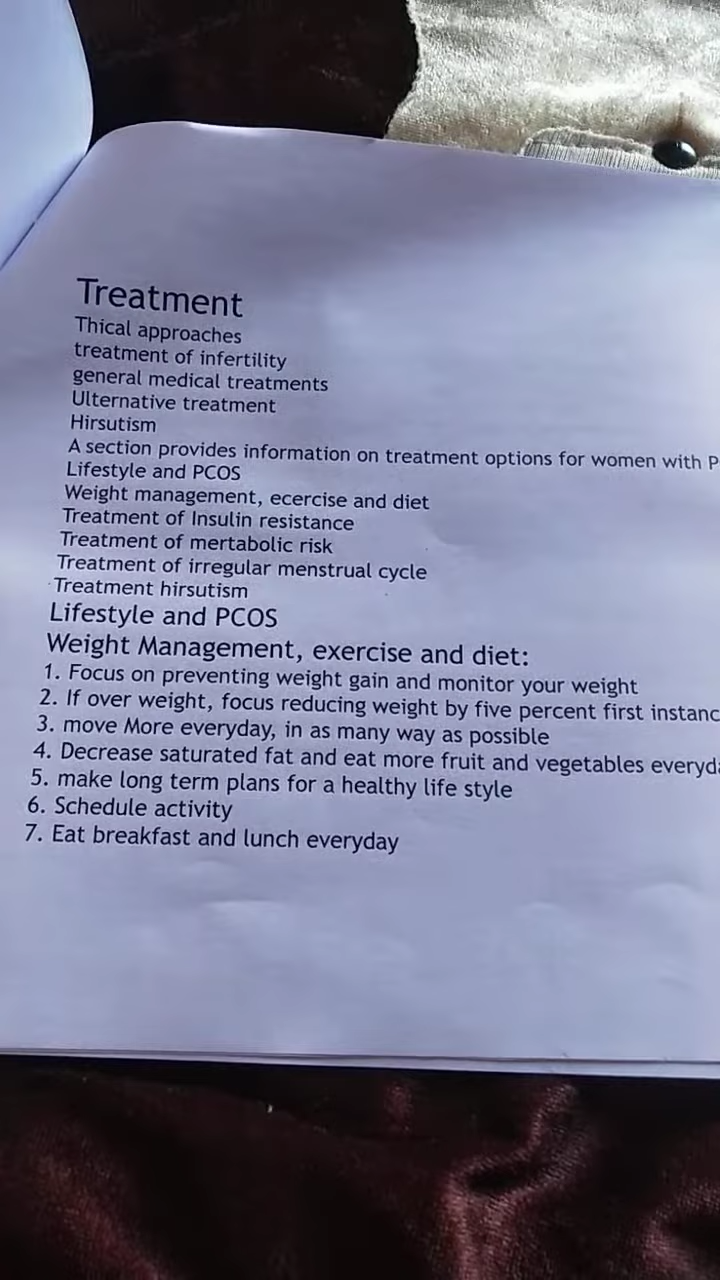 Treatment
Thical approaches
treatment of infertility
general medical treatments
Ulternative treatment
Hirsutism
A section provides information on treatment options for women with P
Lifestyle and PCOS
Weight management, ecercise and diet
Treatment of Insulin resistance
Treatment of mertabolic risk
Treatment of irregular menstrual cycle
Treatment hirsutism
Lifestyle and PCOS
Weight Management, exercise and diet:
1. Focus on preventing weight gain and monitor your weight
2. If over weight, focus reducing weight by five percent first instanc
3. move More everyday, in as many way as possible
4. Decrease saturated fat and eat more fruit and vegetables everyda
5. make long term plans for a healthy life style
6. Schedule activity
7. Eat breakfast and lunch everyday